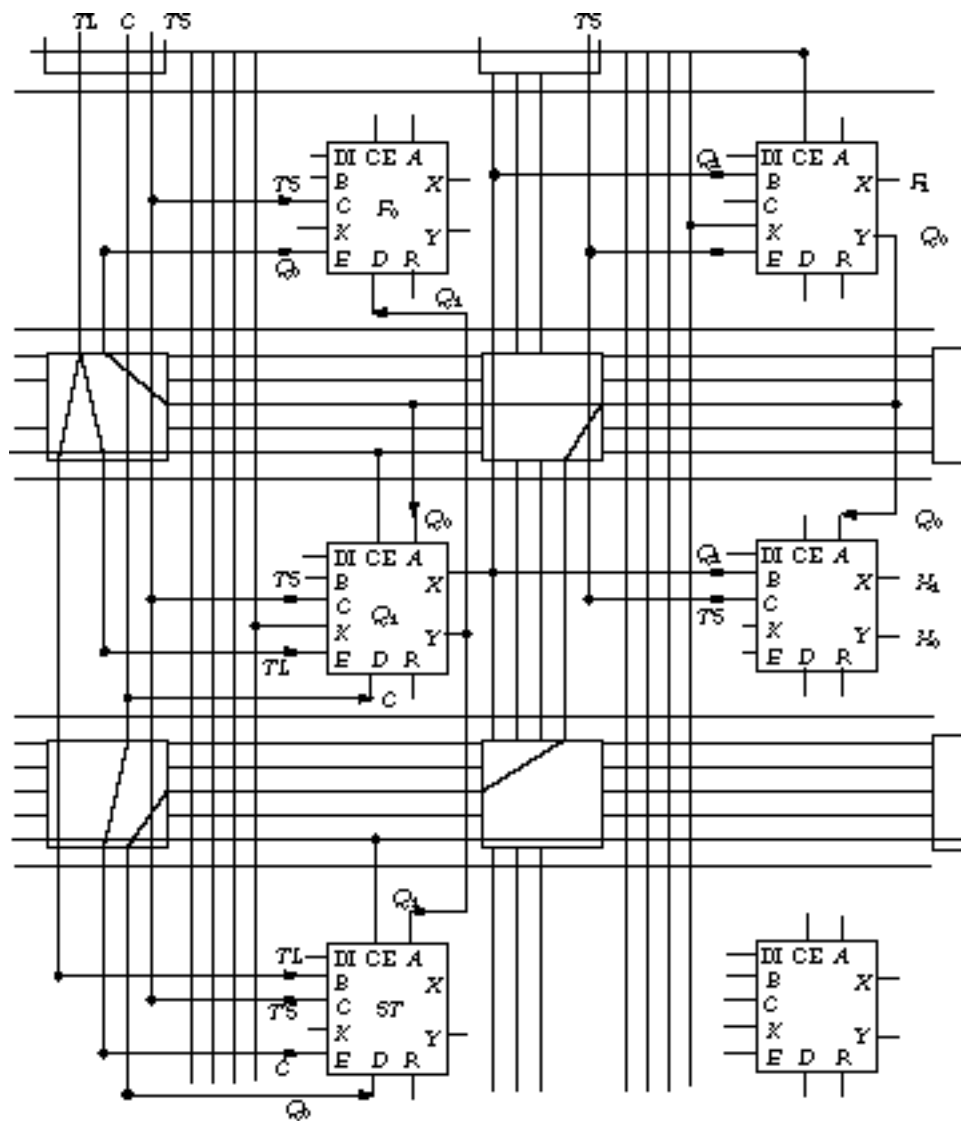 TL C TS TS
DI CE A
B
X
TS
C
F₀
K
Y
E D R
Q₀
Q₁
Q₁
DI CE A
B
X
F₁
C
K
Y
Q₀
E D R
Q₀
DI CE A
TS
B
X
C
Q₁
K
Y
TL
E D R
C
Q₀
Q₁
DI CE A
B
X
H₁
TS
C
K
Y
H₀
E D R
Q₁
TL
DI CE A
B
X
TS
C
ST
K
Y
C
E D R
Q₀
DI CE A
B
X
C
K
Y
E D R